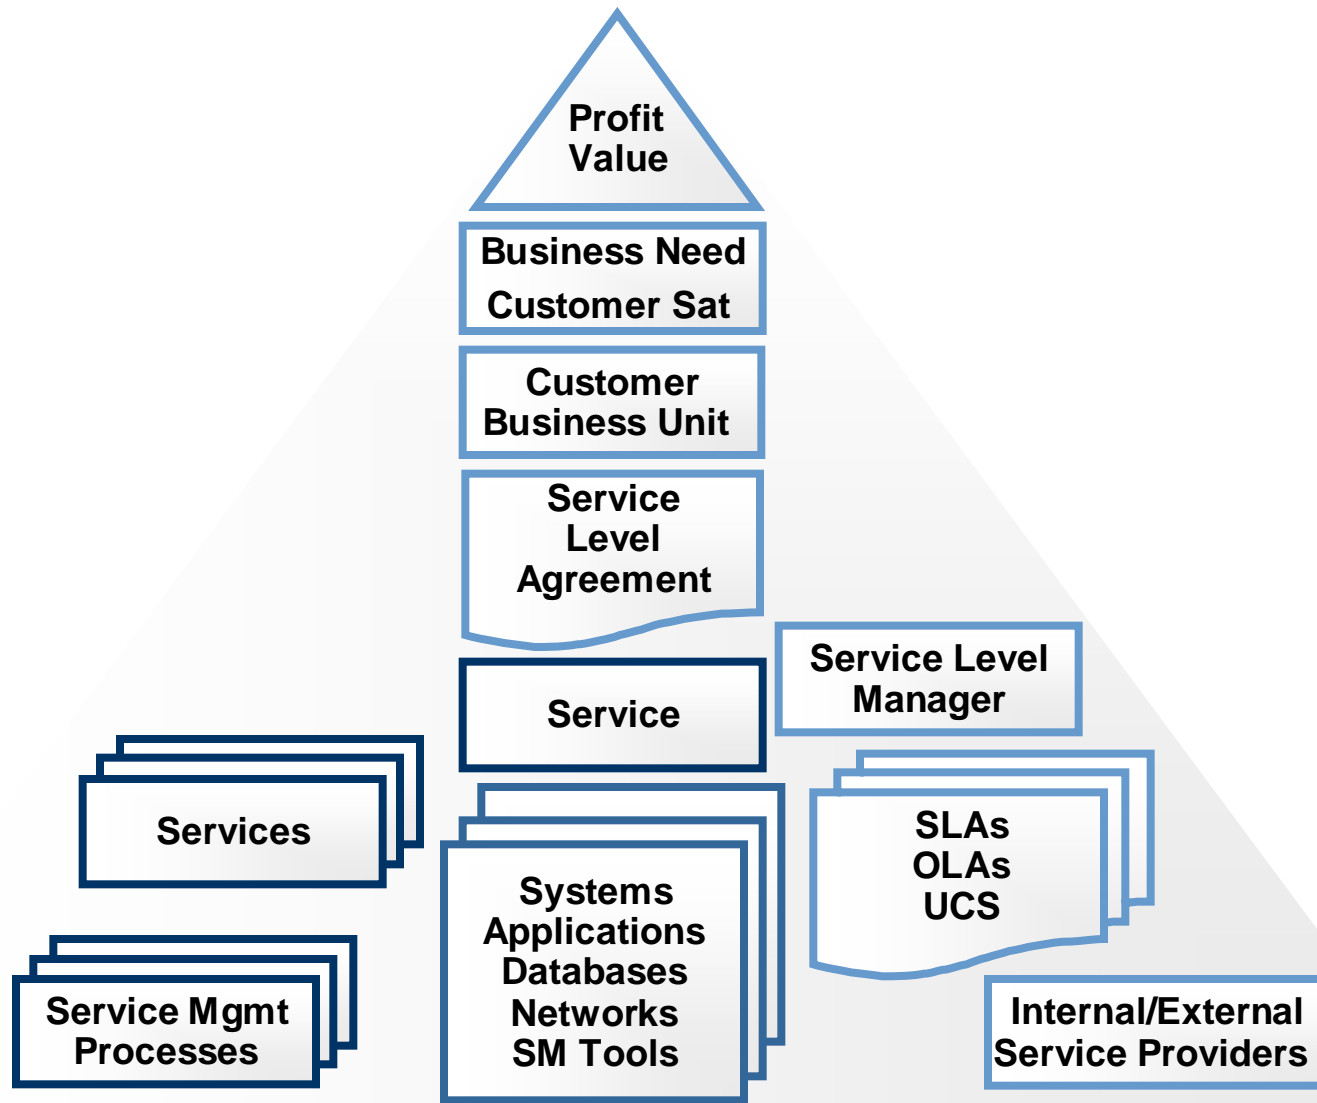 Profit
Value
Business Need
Customer Sat
Customer
Business Unit
Service
Level
Agreement
Service Level
Manager
Service
Services
SLAs
OLAs
UCS
Systems
Applications
Databases
Networks
SM Tools
Service Mgmt
Processes
Internal/External
Service Providers